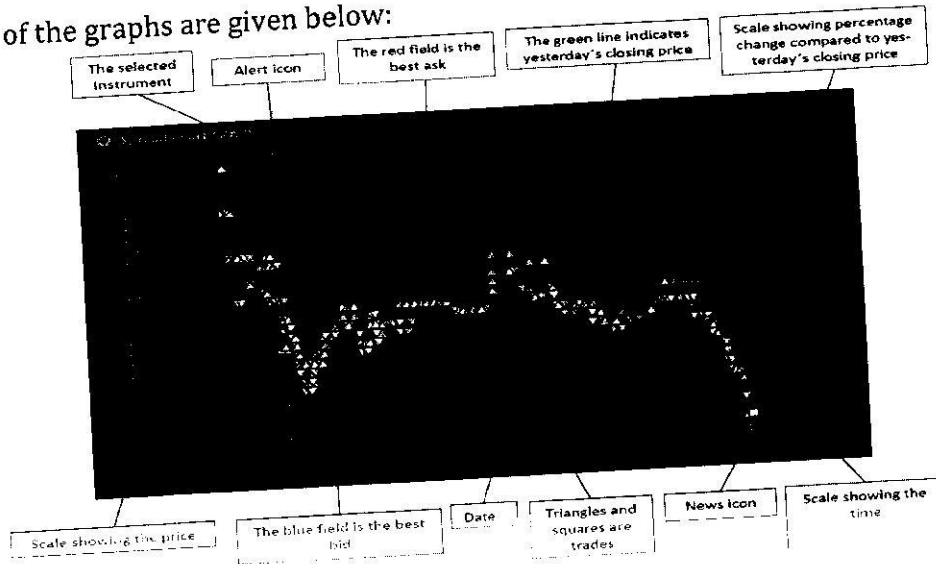 of the graphs are given below:
The selected
Instrument
Alert icon
The red field is the
best ask
The green line indicates
yesterday's closing price
Scale showing percentage
change compared to yes-
terday's closing price
Scale showing the price
The blue field is the best
bid
Date
Triangles and
squares are
trades
News icon
Scale showing the
time